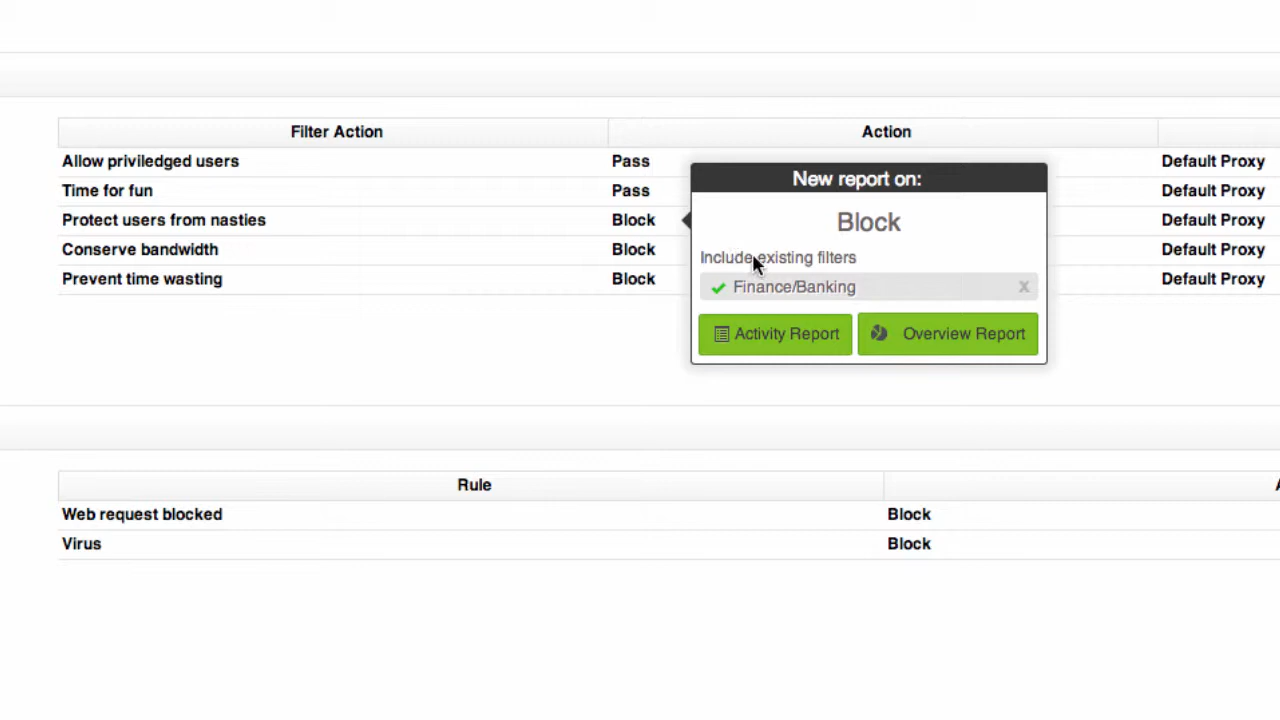 Filter Action Action
Allow priviledged users Pass Default Proxy
Time for fun Pass Default Proxy
Protect users from nasties Block Default Proxy
Conserve bandwidth Block Default Proxy
Prevent time wasting Block Default Proxy
New report on:
Block
Include existing filters
Finance/Banking X
Activity Report Overview Report
Rule
Web request blocked Block
Virus Block